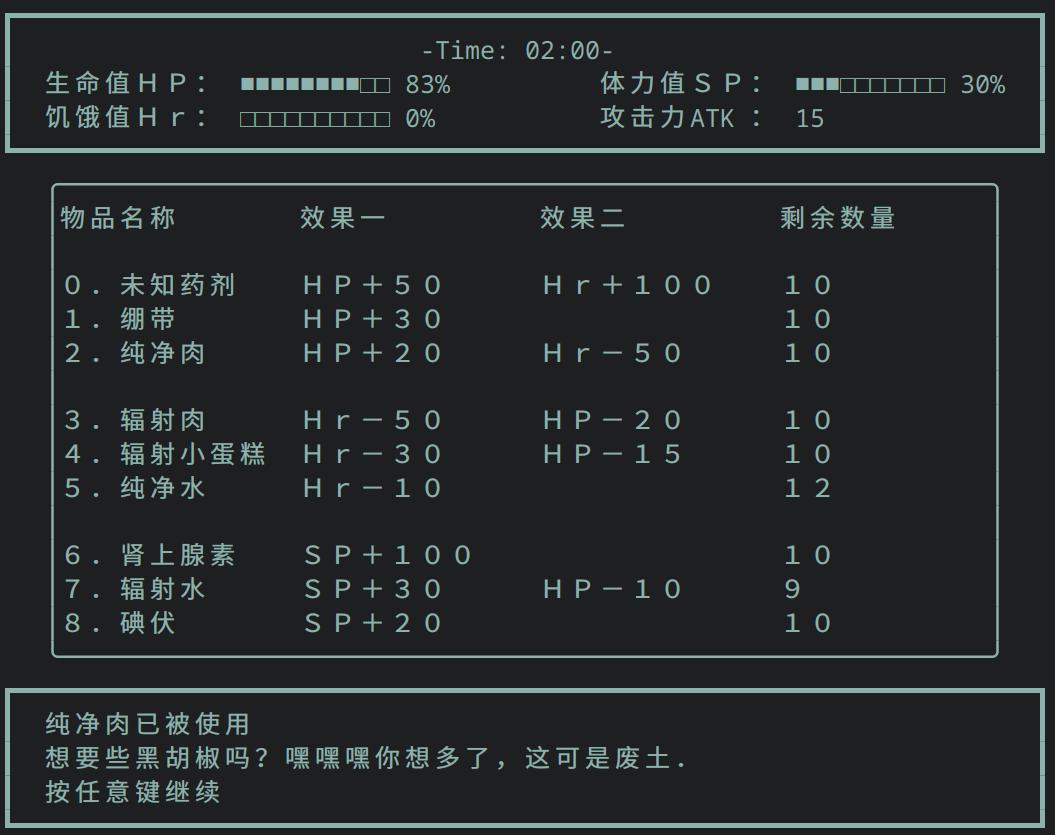 -Time: 02:00-
生命值ＨＰ： ■■■■■■■■□□ 83% 体力值ＳＰ： ■■■□□□□□□□ 30%
饥饿值Ｈｒ： □□□□□□□□□□ 0% 攻击力ATK ： 15
物品名称 效果一 效果二 剩余数量
０．未知药剂 ＨＰ＋５０ Ｈｒ＋１００ １０
１．绷带 ＨＰ＋３０ １０
２．纯净肉 ＨＰ＋２０ Ｈｒ－５０ １０
３．辐射肉 Ｈｒ－５０ ＨＰ－２０ １０
４．辐射小蛋糕 Ｈｒ－３０ ＨＰ－１５ １０
５．纯净水 Ｈｒ－１０ １２
６．肾上腺素 ＳＰ＋１００ １０
７．辐射水 ＳＰ＋３０ ＨＰ－１０ ９
８．碘伏 ＳＰ＋２０ １０
纯净肉已被使用
想要些黑胡椒吗？嘿嘿嘿你想多了，这可是废土．
按任意键继续